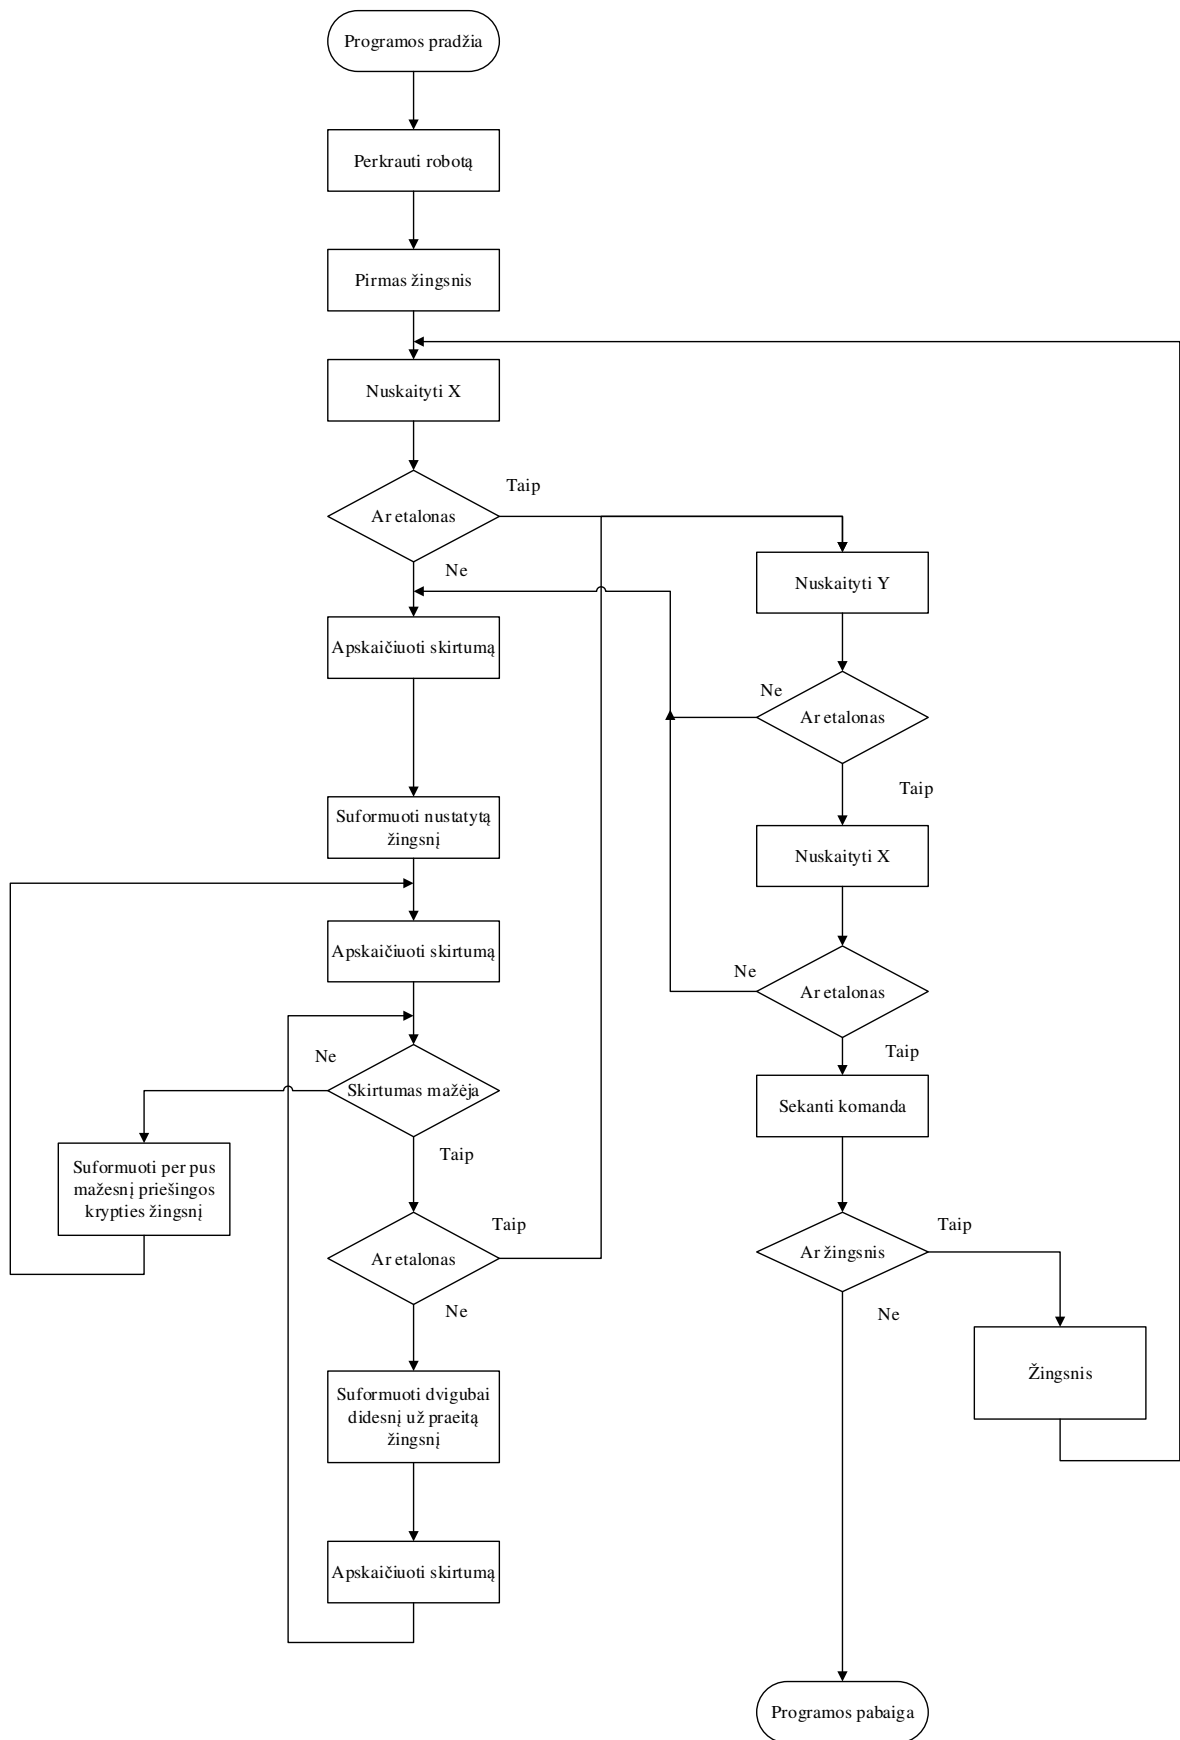 Programos pradžia
Perkrauti robotą
Pirmas žingsnis
Nuskaityti X
Ar etalonas
Taip
Ne
Apskaičiuoti skirtumą
Suformuoti nustatytą
žingsnį
Apskaičiuoti skirtumą
Skirtumas mažėja
Ne
Taip
Suformuoti per pus
mažesnį priešingos
krypties žingsnį
Ar etalonas
Taip
Ne
Suformuoti dvigubai
didesnį už praeitą
žingsnį
Apskaičiuoti skirtumą
Nuskaityti Y
Ar etalonas
Ne
Taip
Nuskaityti X
Ar etalonas
Ne
Taip
Sekanti komanda
Ar žingsnis
Taip
Ne
Žingsnis
Programos pabaiga